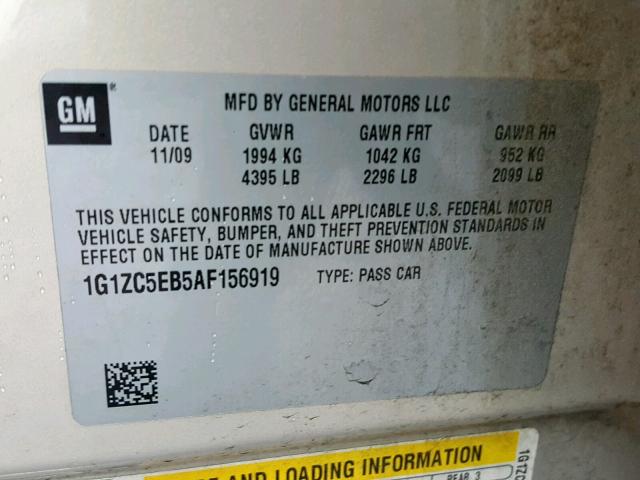 GM
MFD BY GENERAL MOTORS LLC
DATE GVWR GAWR FRT GAWR RR
11/09 1994 KG 1042 KG 952 KG
4395 LB 2296 LB 2099 LB
THIS VEHICLE CONFORMS TO ALL APPLICABLE U.S. FEDERAL MOTOR
VEHICLE SAFETY, BUMPER, AND THEFT PREVENTION STANDARDS IN
EFFECT ON THE DATE OF MANUFACTURE SHOWN ABOVE.
1G1ZC5EB5AF156919 TYPE: PASS CAR
AND LOADING INFORMATION
REAR 3
1G1ZC